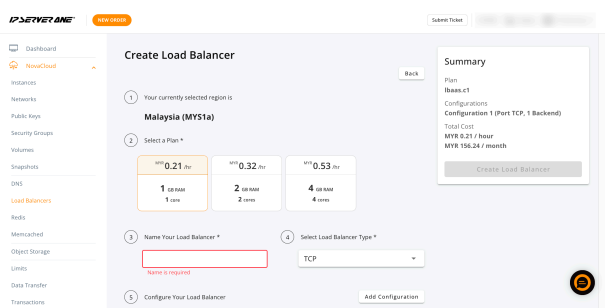 IP SERVER ONE
NEW ORDER
Submit Ticket
Dashboard
NovaCloud
Instances
Networks
Public Keys
Security Groups
Volumes
Snapshots
DNS
Load Balancers
Redis
Memcached
Object Storage
Limits
Data Transfer
Transactions
Create Load Balancer
Back
1 Your currently selected region is
Malaysia (MYS1a)
2 Select a Plan *
MYR 0.21 /hr
1 GB RAM
1 core
MYR 0.32 /hr
2 GB RAM
2 cores
MYR 0.53 /hr
4 GB RAM
4 cores
3 Name Your Load Balancer *
Name is required
4 Select Load Balancer Type *
TCP
5 Configure Your Load Balancer
Add Configuration
Summary
Plan
lbaas.c1
Configurations
Configuration 1 (Port TCP, 1 Backend)
Total Cost
MYR 0.21 / hour
MYR 156.24 / month
Create Load Balancer